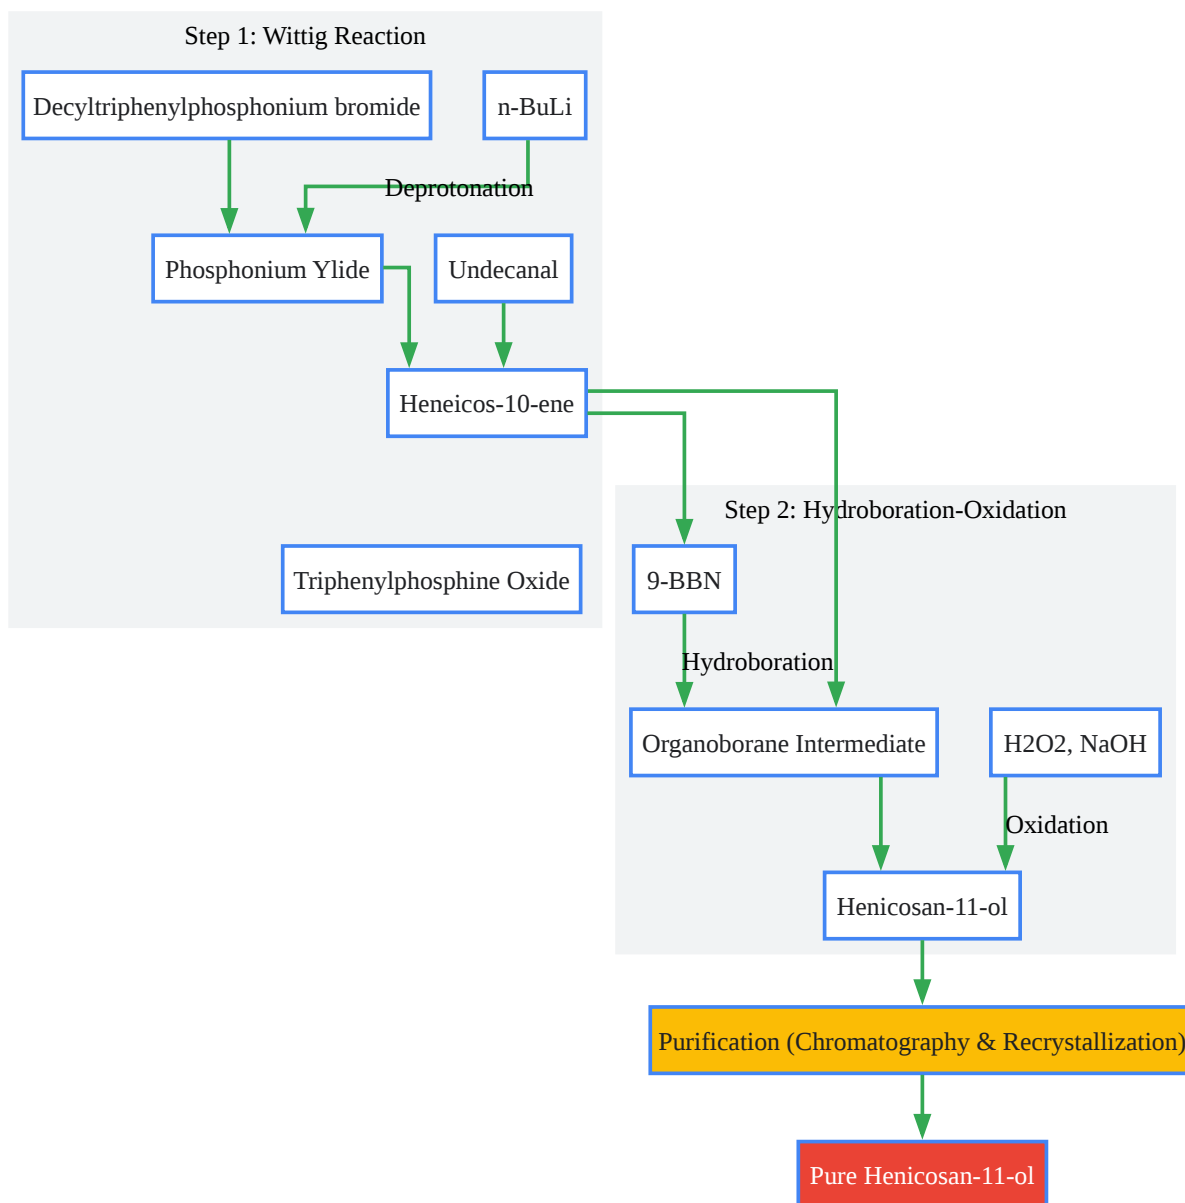 Step 1: Wittig Reaction
Decyltriphenylphosphonium bromide
n-BuLi
Deprotonation
Phosphonium Ylide
Undecanal
Heneicos-10-ene
Triphenylphosphine Oxide
Step 2: Hydroboration-Oxidation
9-BBN
Hydroboration
Organoborane Intermediate
H2O2, NaOH
Oxidation
Henicosan-11-ol
Purification (Chromatography & Recrystallization)
Pure Henicosan-11-ol